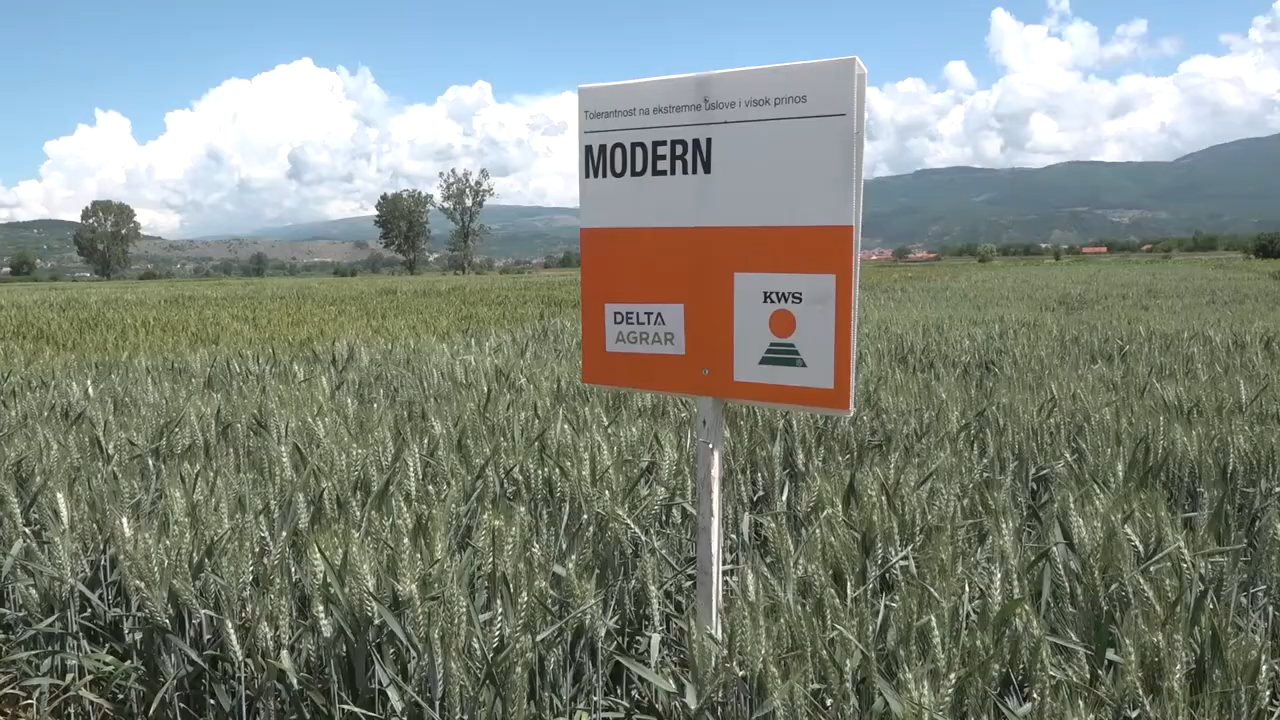 Tolerantnost na ekstremne uslove i visok prinos
MODERN
DELTA
AGRAR
KWS